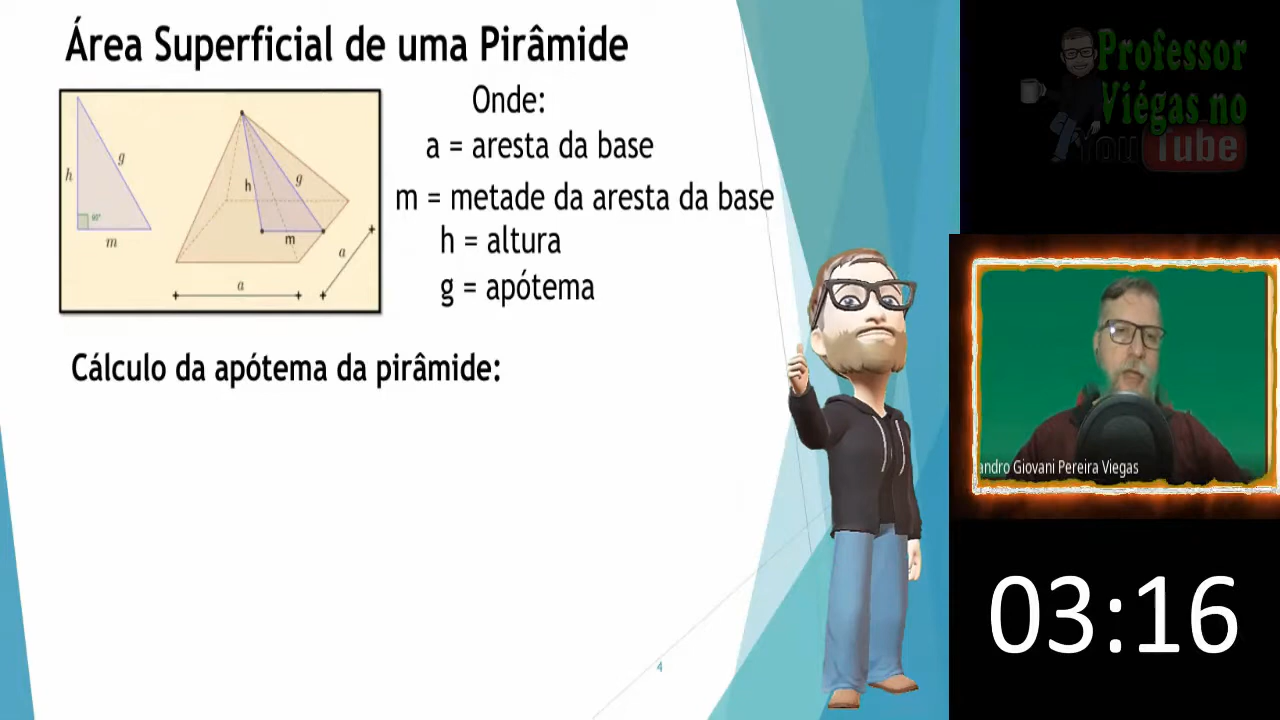 Área Superficial de uma Pirâmide
h
g
90°
m
h
g
m
a
a
Onde:
a = aresta da base
m = metade da aresta da base
h = altura
g = apótema
Cálculo da apótema da pirâmide:
4
Professor
Viégas no
YouTube
andro Giovani Pereira Viegas
03:16